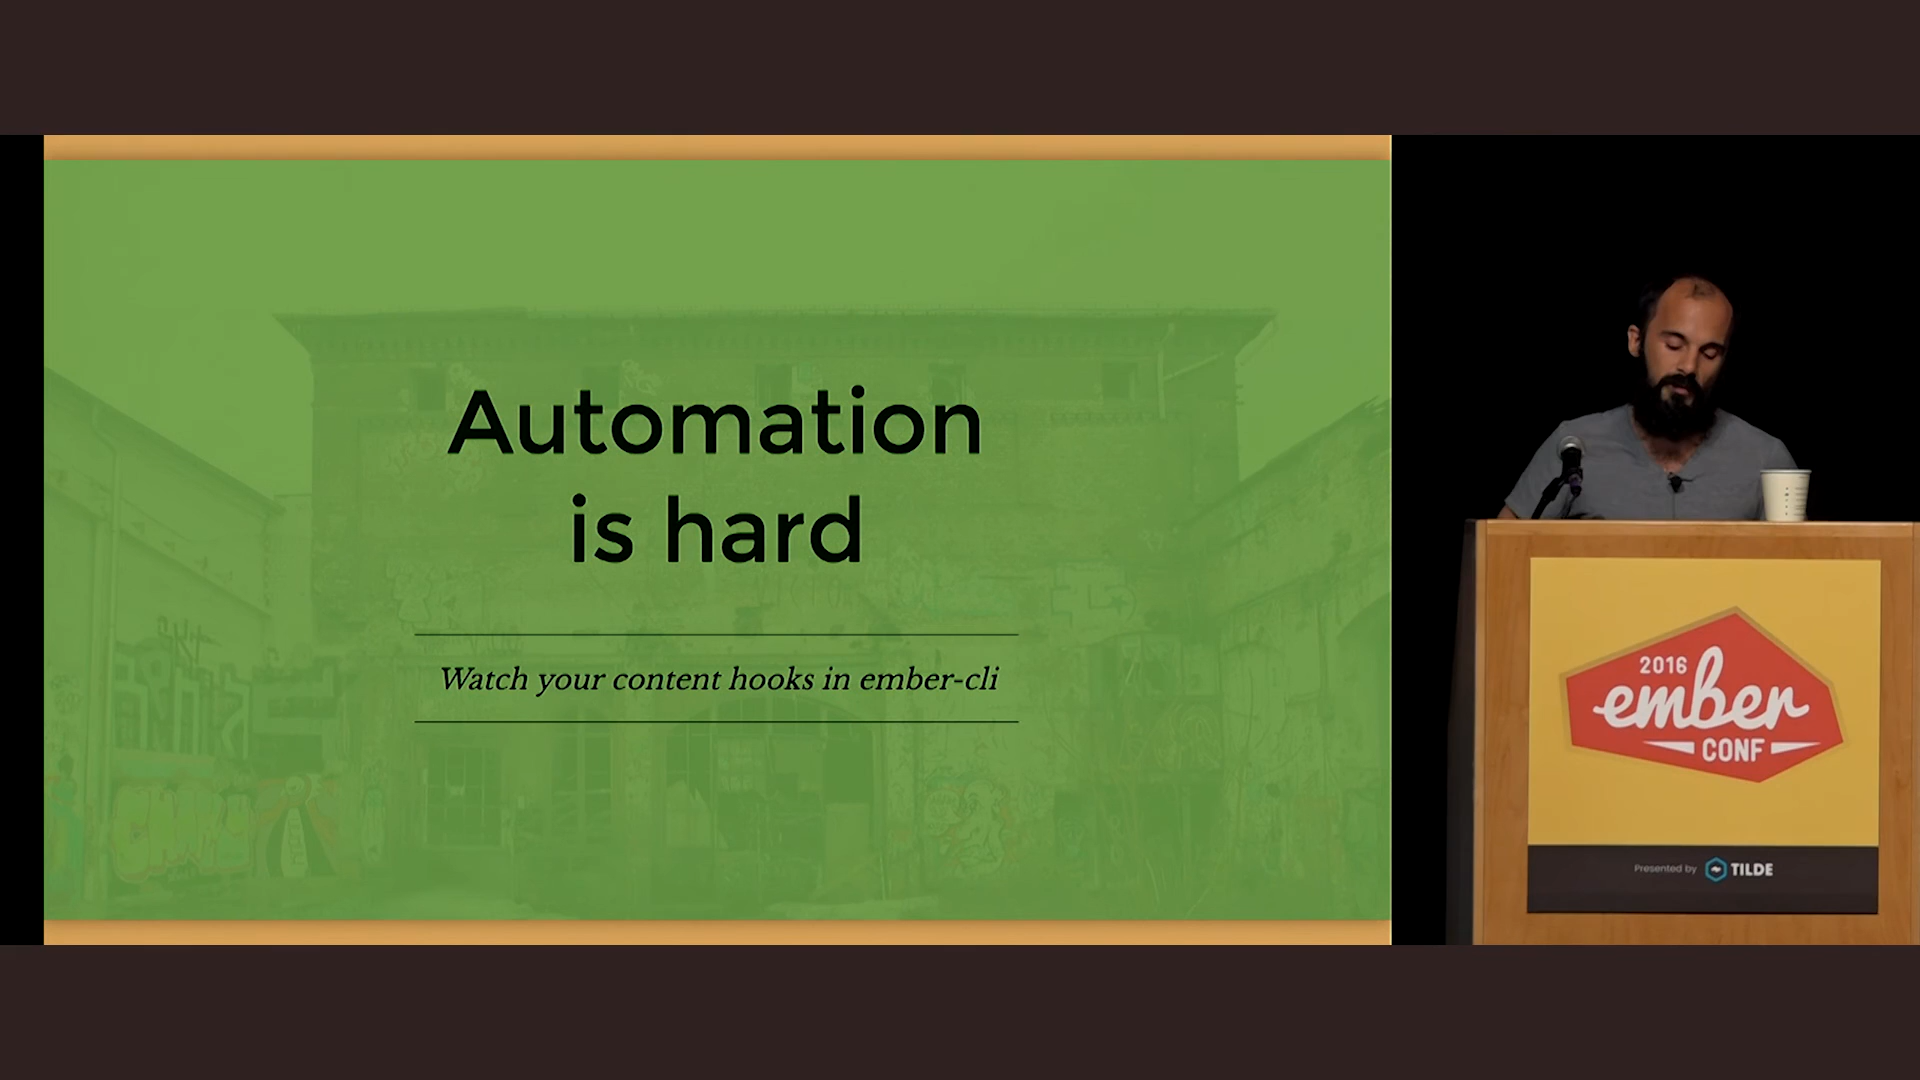 Automation
is hard
Watch your content hooks in ember-cli
2016
ember
CONF
Presented by TILDE